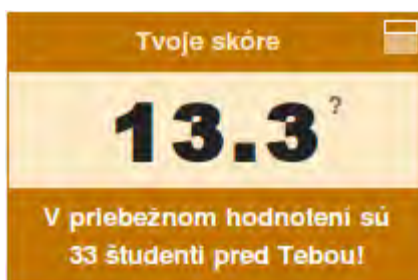 Tvoje skóre
13.3 ?
V priebežnom hodnotení sú
33 študenti pred Tebou!